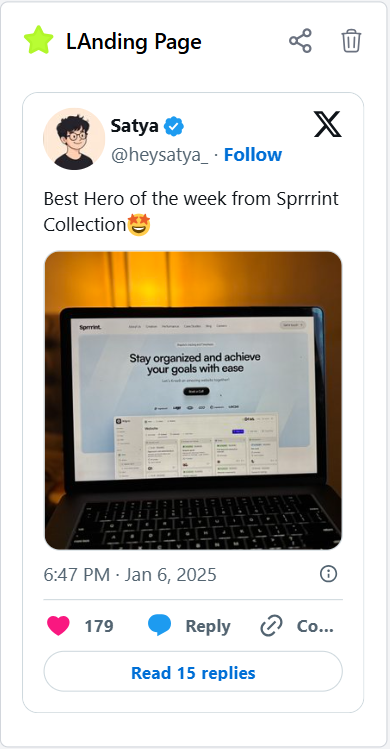 LAnding Page
Satya
@heysatya_ · Follow
Best Hero of the week from Sprrrint
Collection🤩
Sprrrint.
Stay organized and achieve
your goals with ease
6:47 PM · Jan 6, 2025
179 Reply Co...
Read 15 replies